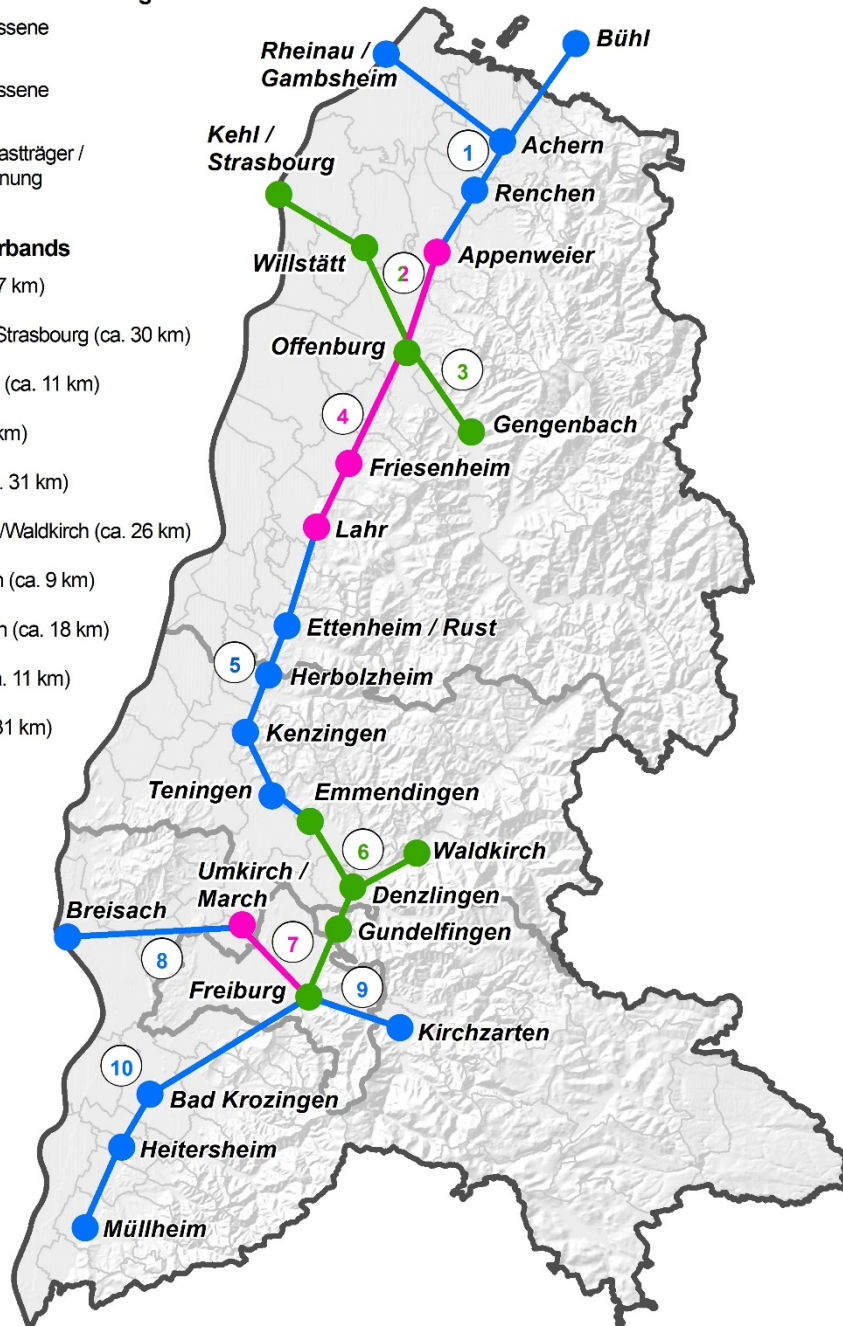 ssene
ssene
astträger /
nung
rbands
7 km)
Strasbourg (ca. 30 km)
(ca. 11 km)
km)
. 31 km)
/Waldkirch (ca. 26 km)
n (ca. 9 km)
n (ca. 18 km)
a. 11 km)
31 km)
Bühl
Rheinau /
Gambsheim
Kehl /
Strasbourg
1
Achern
Renchen
Willstätt
2
Appenweier
Offenburg
3
4
Gengenbach
Friesenheim
Lahr
Ettenheim / Rust
5
Herbolzheim
Kenzingen
Teningen
Emmendingen
6
Waldkirch
Umkirch /
March
Denzlingen
Breisach
Gundelfingen
7
8
Freiburg
9
Kirchzarten
10
Bad Krozingen
Heitersheim
Müllheim